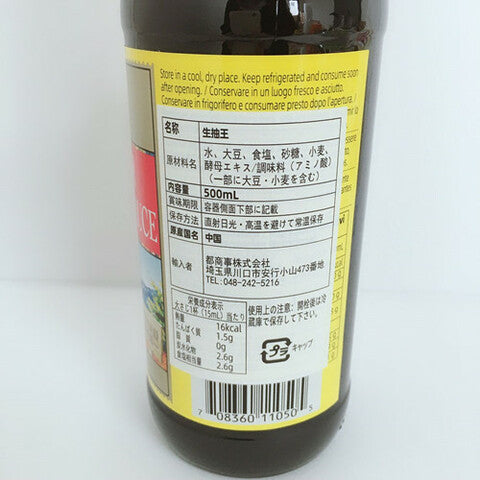 Store in a cool, dry place. Keep refrigerated and consume soon
after opening. / Conservare in un luogo fresco e asciutto.
Conservare in frigorifero e consumare presto dopo l'apertura. /
名称 生抽王
原材料名 水、大豆、食塩、砂糖、小麦、
酵母エキス/調味料(アミノ酸)
(一部に大豆・小麦を含む)
内容量 500mL
賞味期限 容器側面下部に記載
保存方法 直射日光・高温を避けて常温保存
原産国名 中国
輸入者 都商事株式会社
埼玉県川口市安行小山473番地
TEL:048-242-5216
栄養成分表示
大さじ1杯(15mL)当たり
熱量 16kcal
たんぱく質 1.5g
脂質 0g
炭水化物 2.6g
食塩相当量 2.6g
使用上の注意:開栓後は冷
蔵庫で保存して下さい。
プラ キャップ
7 08360 11050 5
UCE